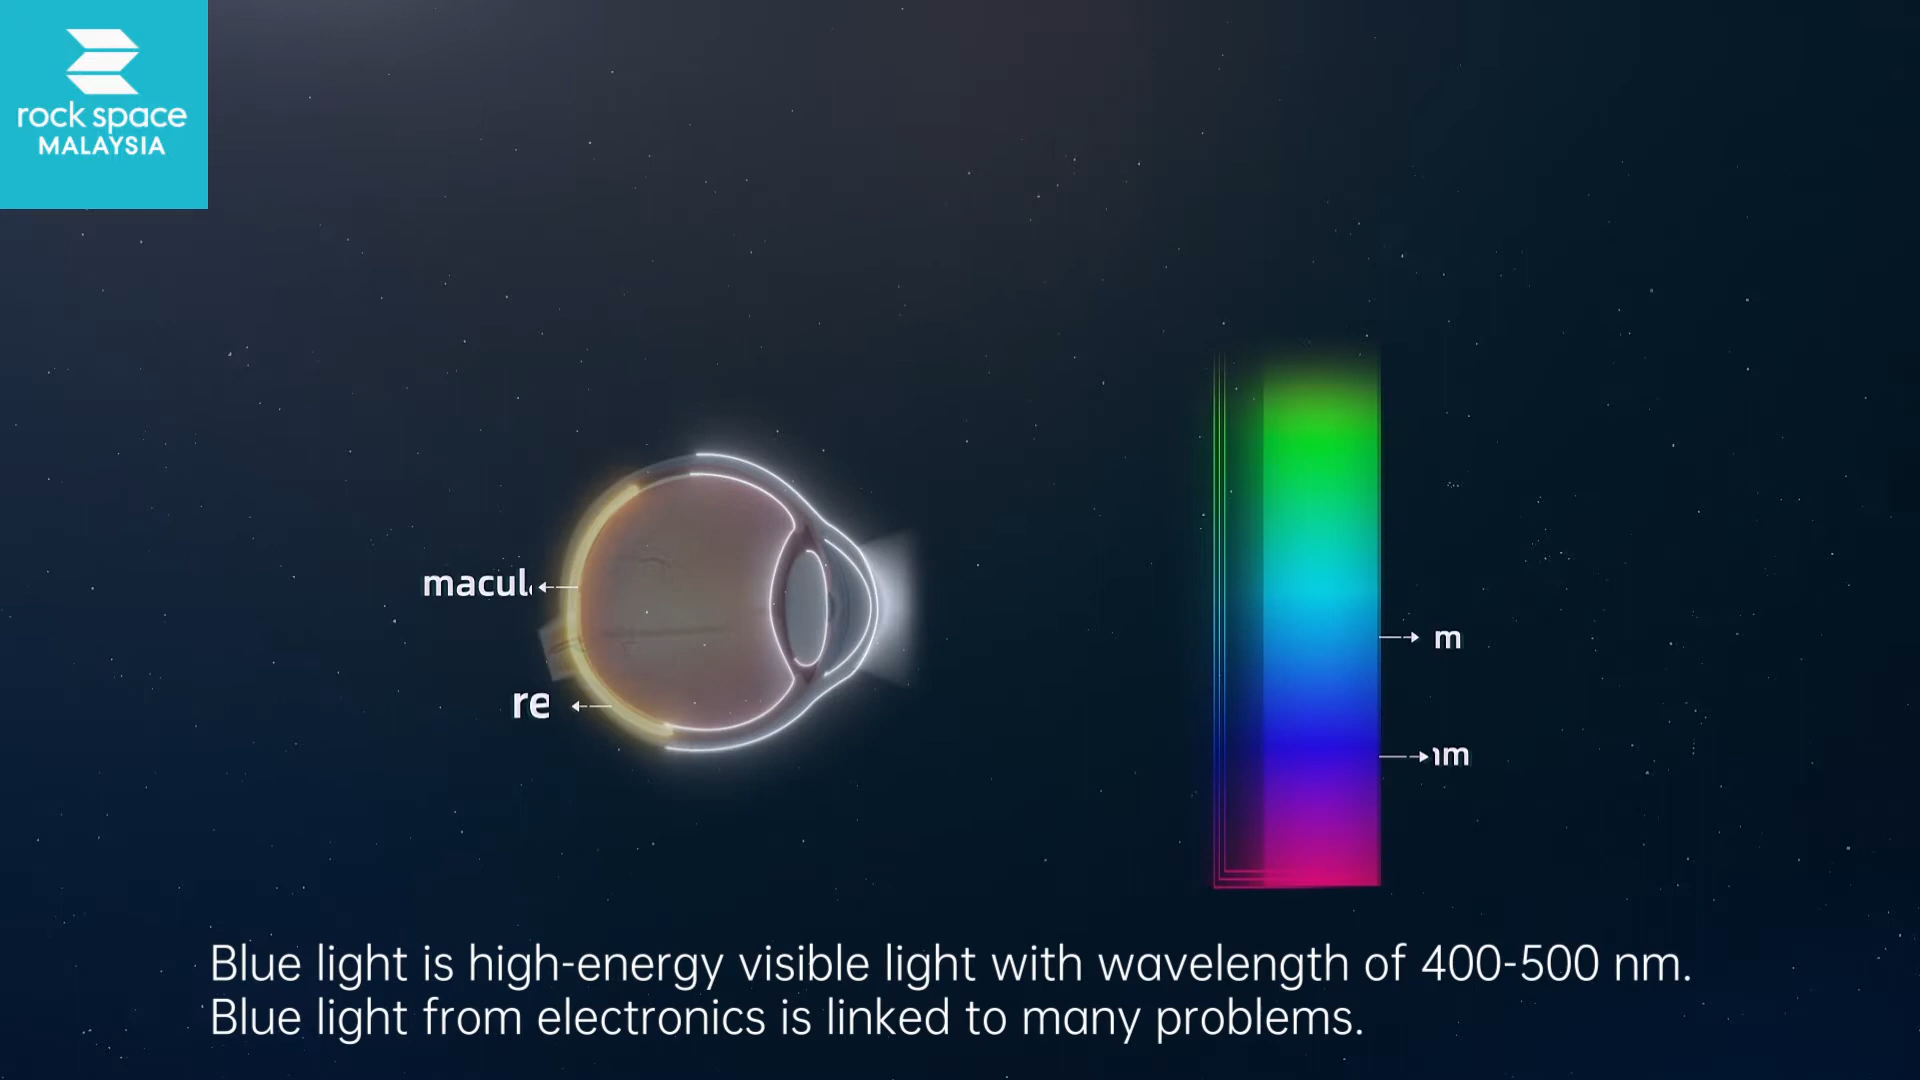 rock space
MALAYSIA
macul
re
m
m
Blue light is high-energy visible light with wavelength of 400-500 nm.
Blue light from electronics is linked to many problems.